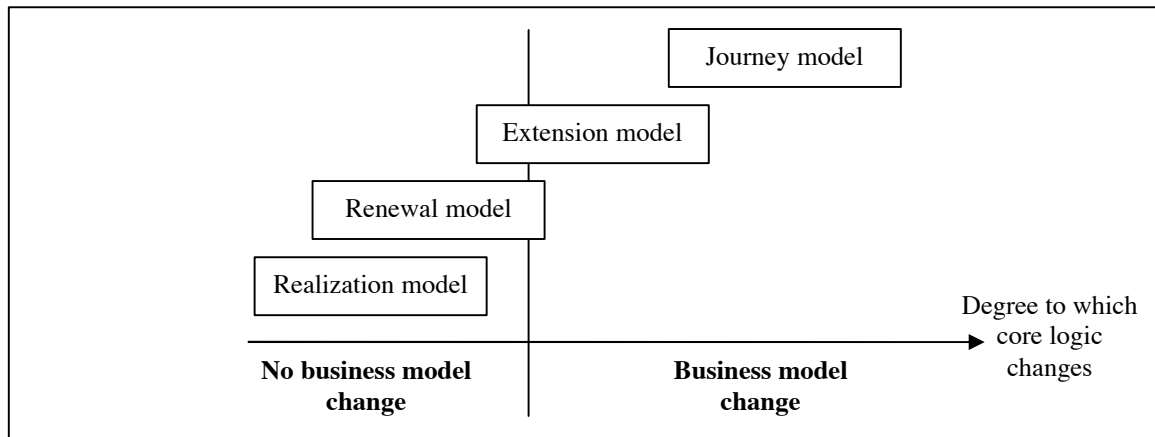 Journey model
Extension model
Renewal model
Realization model
Degree to which
core logic
changes
No business model
change
Business model
change